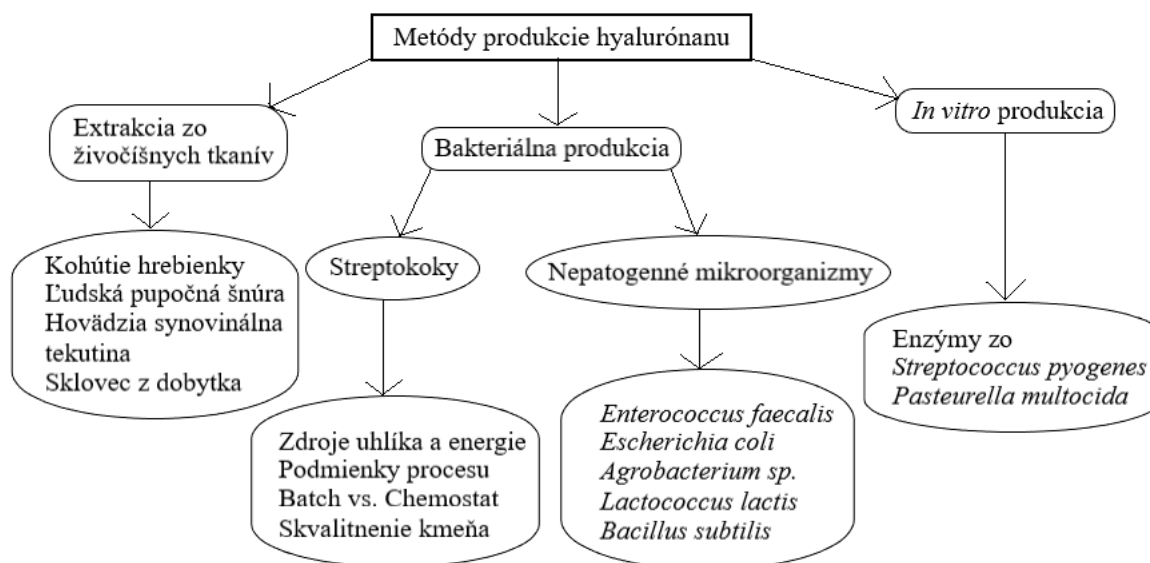 Metódy produkcie hyalurónanu
Extrakcia zo
živočíšnych tkanív
Bakteriálna produkcia
In vitro produkcia
Kohútie hrebienky
Ľudská pupočná šnúra
Hovädzia synovinálna
tekutina
Sklovec z dobytka
Streptokoky
Nepatogenné mikroorganizmy
Enzýmy zo
Streptococcus pyogenes
Pasteurella multocida
Zdroje uhlíka a energie
Podmienky procesu
Batch vs. Chemostat
Skvalitnenie kmeňa
Enterococcus faecalis
Escherichia coli
Agrobacterium sp.
Lactococcus lactis
Bacillus subtilis